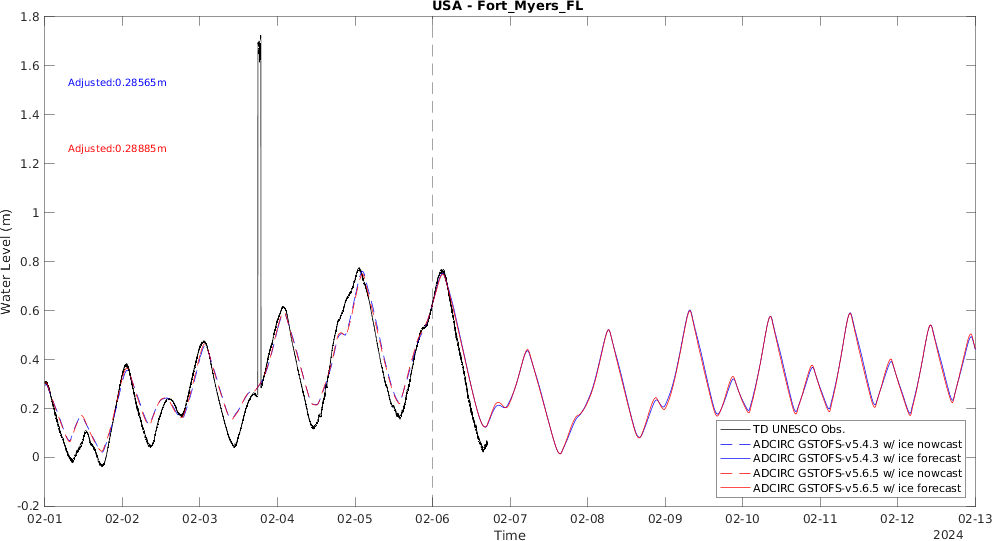 USA - Fort_Myers_FL
1.8
1.6
1.4
1.2
1
0.8
0.6
0.4
0.2
0
-0.2
Water Level (m)
Adjusted:0.28565m
Adjusted:0.28885m
TD UNESCO Obs.
ADCIRC GSTOFS-v5.4.3 w/ ice nowcast
ADCIRC GSTOFS-v5.4.3 w/ ice forecast
ADCIRC GSTOFS-v5.6.5 w/ ice nowcast
ADCIRC GSTOFS-v5.6.5 w/ ice forecast
02-01 02-02 02-03 02-04 02-05 02-06 02-07 02-08 02-09 02-10 02-11 02-12 02-13
Time
2024